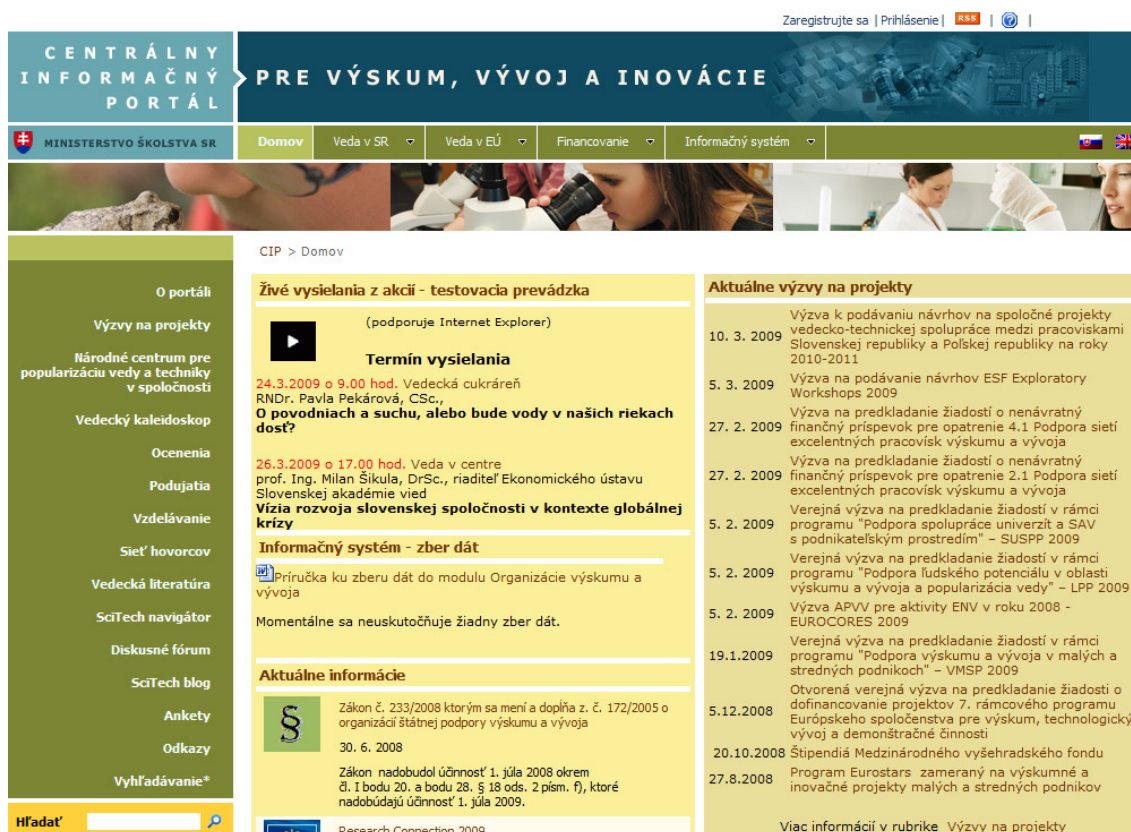 Zaregistrujte sa | Prihlásenie | RSS | ? |
CENTRÁLNY
INFORMAČNÝ
PORTÁL
PRE VÝSKUM, VÝVOJ A INOVÁCIE
MINISTERSTVO ŠKOLSTVA SR
Domov Veda v SR Veda v EÚ Financovanie Informačný systém
CIP > Domov
O portáli
Výzvy na projekty
Národné centrum pre
popularizáciu vedy a techniky
v spoločnosti
Vedecký kaleidoskop
Ocenenia
Podujatia
Vzdelávanie
Sieť hovorcov
Vedecká literatúra
SciTech navigátor
Diskusné fórum
SciTech blog
Ankety
Odkazy
Vyhľadávanie*
Hľadať
Živé vysielania z akcií - testovacia prevádzka
(podporuje Internet Explorer)
Termín vysielania
24.3.2009 o 9.00 hod. Vedecká cukráreň
RNDr. Pavla Pekárová, CSc.,
O povodniach a suchu, alebo bude vody v našich riekach
dosť?
26.3.2009 o 17.00 hod. Veda v centre
prof. Ing. Milan Šikula, DrSc., riaditeľ Ekonomického ústavu
Slovenskej akadémie vied
Vízia rozvoja slovenskej spoločnosti v kontexte globálnej
krízy
Informačný systém - zber dát
Príručka ku zberu dát do modulu Organizácie výskumu a
vývoja
Momentálne sa neuskutočňuje žiadny zber dát.
Aktuálne informácie
§
Zákon č. 233/2008 ktorým sa mení a dopĺňa z. č. 172/2005 o
organizácií štátnej podpory výskumu a vývoja
30. 6. 2008
Zákon nadobudol účinnosť 1. júla 2008 okrem
čl. I bodu 20. a bodu 28. § 18 ods. 2 písm. f), ktoré
nadobúdajú účinnosť 1. júla 2009.
Research Connection 2009
Aktuálne výzvy na projekty
Výzva k podávaniu návrhov na spoločné projekty
10. 3. 2009 vedecko-technickej spolupráce medzi pracoviskami
Slovenskej republiky a Poľskej republiky na roky
2010-2011
5. 3. 2009 Výzva na podávanie návrhov ESF Exploratory
Workshops 2009
Výzva na predkladanie žiadostí o nenávratný
27. 2. 2009 finančný príspevok pre opatrenie 4.1 Podpora sietí
excelentných pracovísk výskumu a vývoja
Výzva na predkladanie žiadostí o nenávratný
27. 2. 2009 finančný príspevok pre opatrenie 2.1 Podpora sietí
excelentných pracovísk výskumu a vývoja
Verejná výzva na predkladanie žiadostí v rámci
5. 2. 2009 programu "Podpora spolupráce univerzít a SAV
s podnikateľským prostredím" – SUSPP 2009
Verejná výzva na predkladanie žiadostí v rámci
5. 2. 2009 programu "Podpora ľudského potenciálu v oblasti
výskumu a vývoja a popularizácia vedy" – LPP 2009
5. 2. 2009 Výzva APVV pre aktivity ENV v roku 2008 -
EUROCORES 2009
Verejná výzva na predkladanie žiadostí v rámci
19.1.2009 programu "Podpora výskumu a vývoja v malých a
stredných podnikoch" – VMSP 2009
Otvorená verejná výzva na predkladanie žiadosti o
dofinancovanie projektov 7. rámcového programu
5.12.2008 Európskeho spoločenstva pre výskum, technologický
vývoj a demonštračné činnosti
20.10.2008 Štipendiá Medzinárodného vyšehradského fondu
27.8.2008 Program Eurostars zameraný na výskumné a
inovačné projekty malých a stredných podnikov
Viac informácií v rubrike Výzvy na projekty